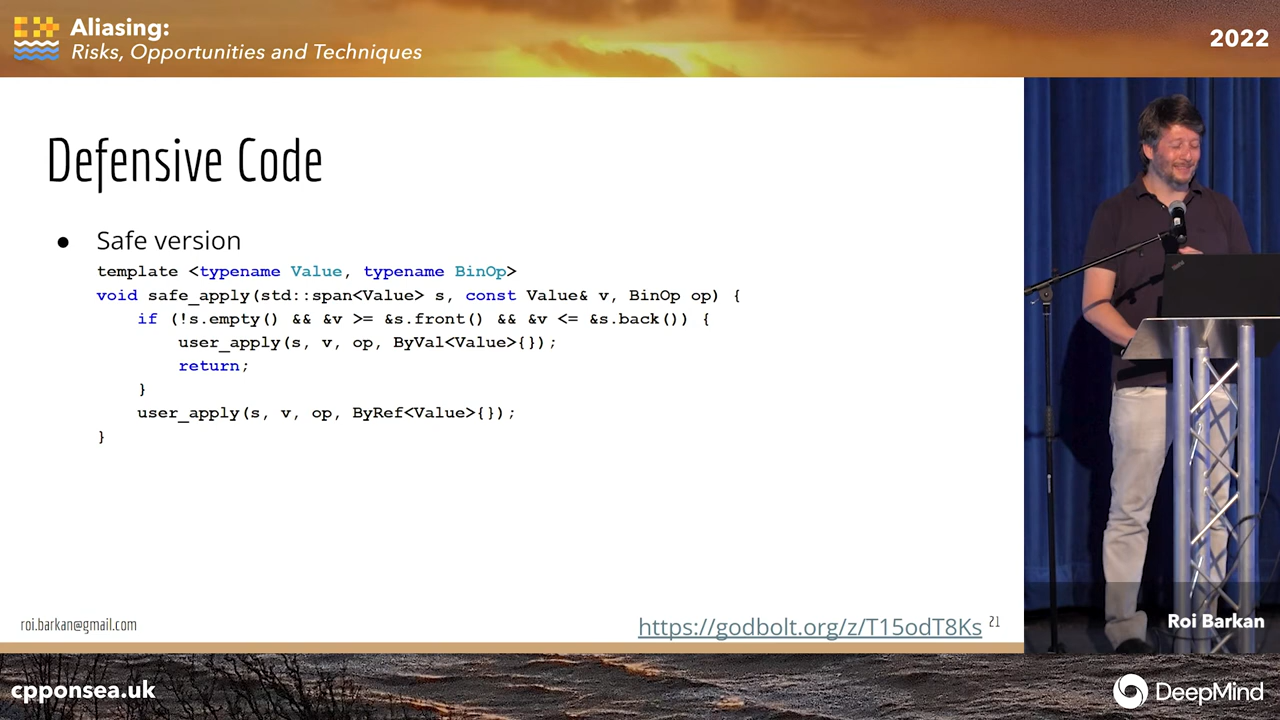 Aliasing:
Risks, Opportunities and Techniques
2022
Defensive Code
● Safe version
template <typename Value, typename BinOp>
void safe_apply(std::span<Value> s, const Value& v, BinOp op) {
    if (!s.empty() && &v >= &s.front() && &v <= &s.back()) {
        user_apply(s, v, op, ByVal<Value>{});
        return;
    }
    user_apply(s, v, op, ByRef<Value>{});
}
roi.barkan@gmail.com
https://godbolt.org/z/T15odT8Ks
21
Roi Barkan
cpponsea.uk
DeepMind